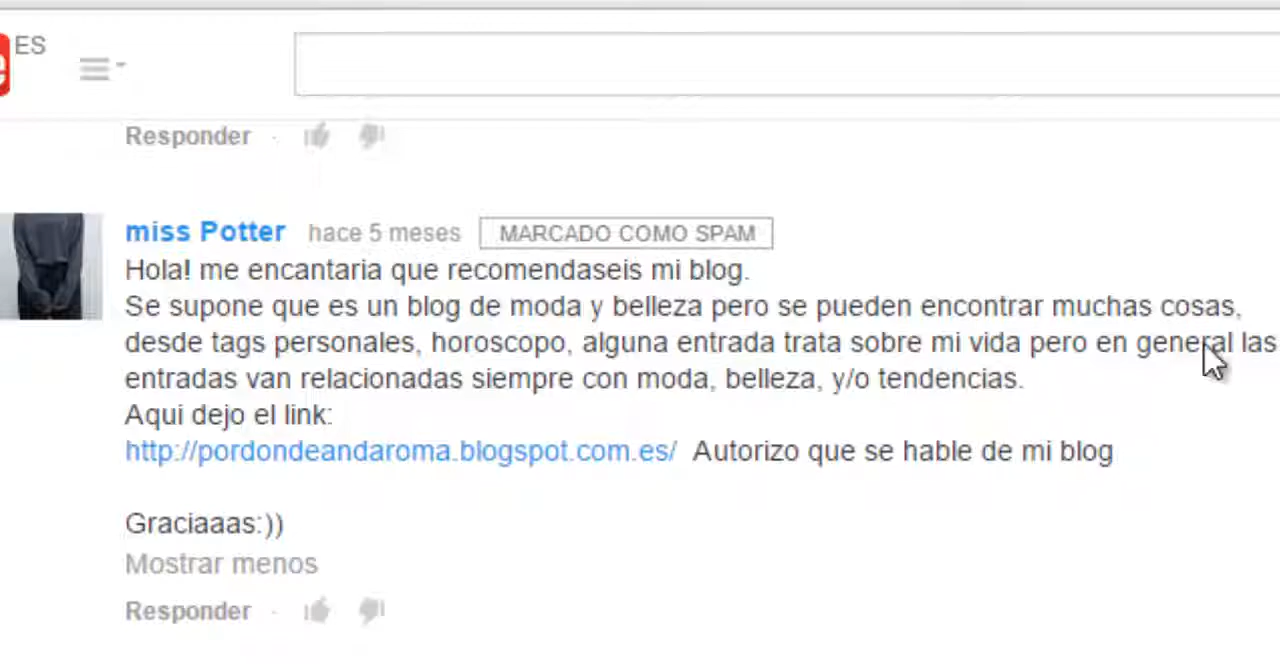 e ES
Responder ·
miss Potter hace 5 meses MARCADO COMO SPAM
Hola! me encantaria que recomendaseis mi blog.
Se supone que es un blog de moda y belleza pero se pueden encontrar muchas cosas,
desde tags personales, horoscopo, alguna entrada trata sobre mi vida pero en general las
entradas van relacionadas siempre con moda, belleza, y/o tendencias.
Aqui dejo el link:
http://pordondeandaroma.blogspot.com.es/ Autorizo que se hable de mi blog
Graciaaas:))
Mostrar menos
Responder ·